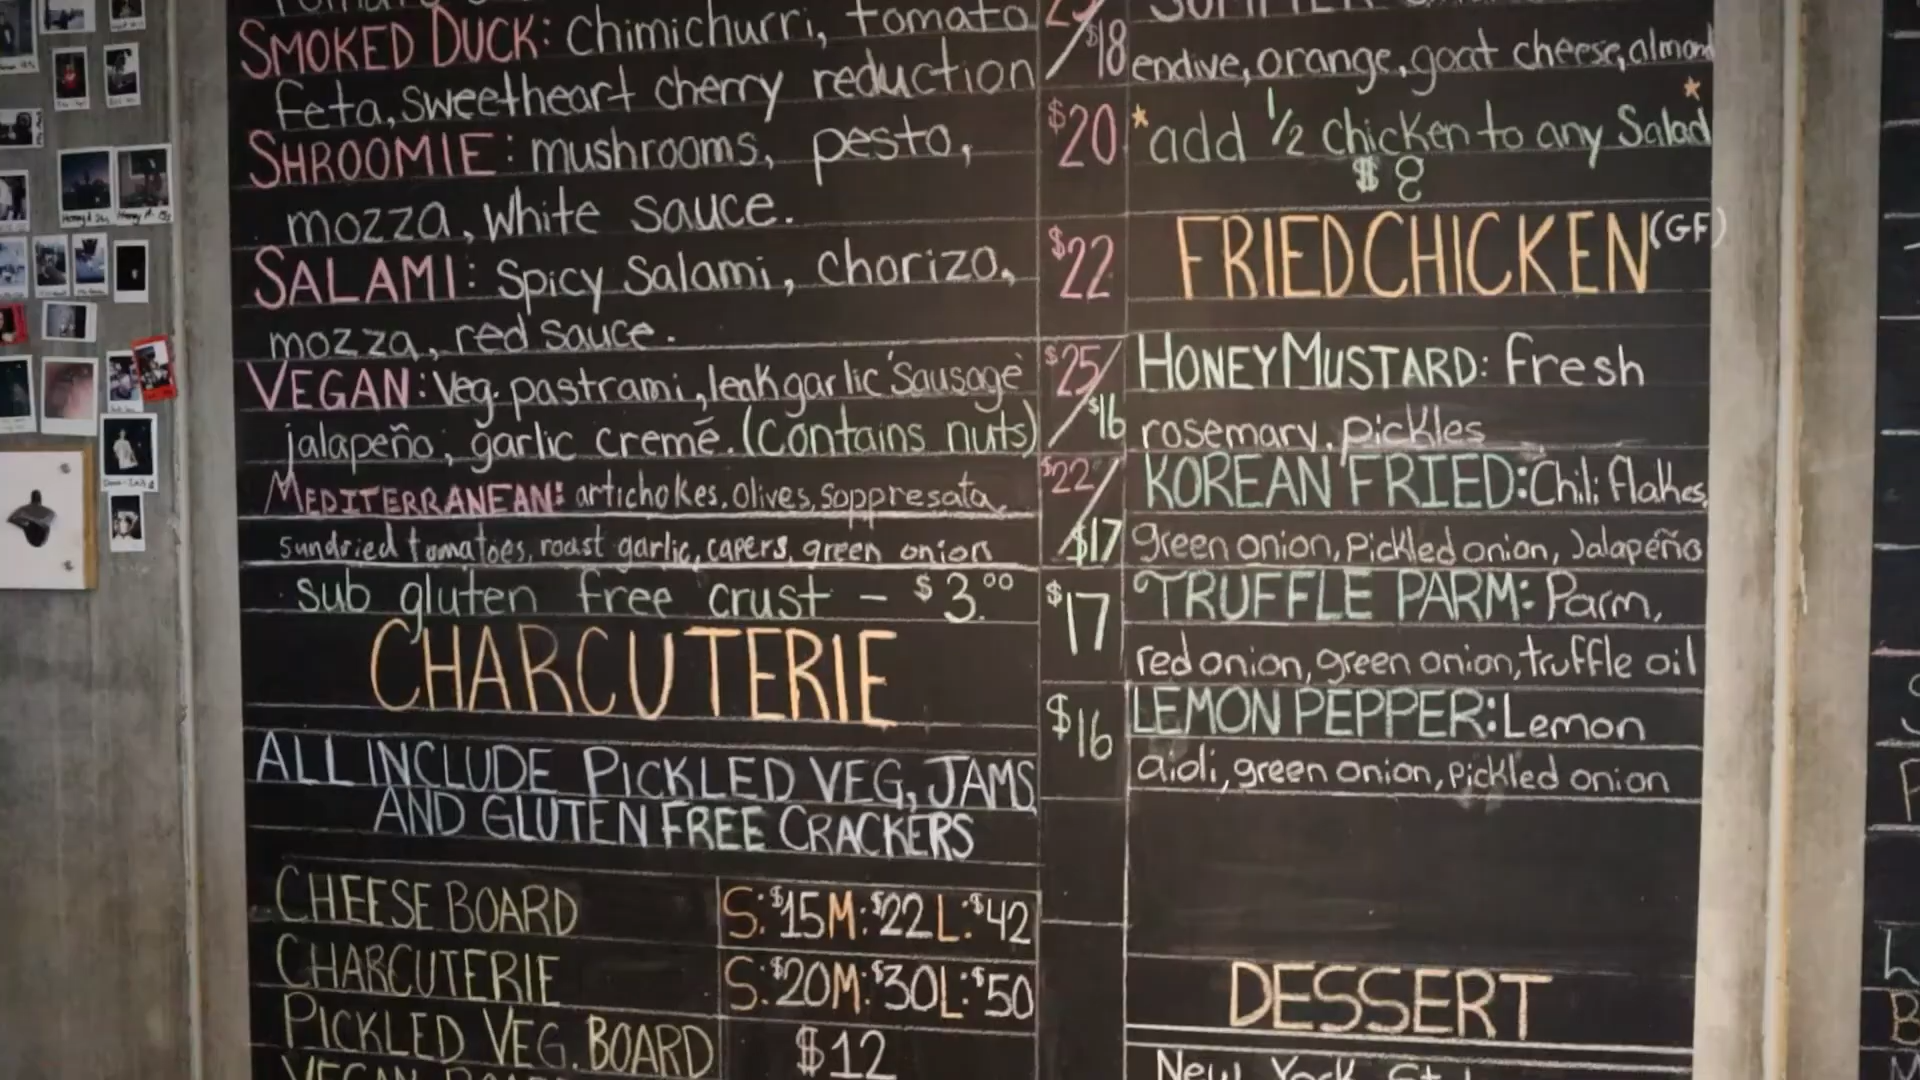 SMOKED DUCK: Chimichurri, tomato
feta, sweetheart cherry reduction
SHROOMIE: mushrooms, pesto,
mozza, white sauce.
SALAMI: Spicy Salami, chorizo,
mozza, red sauce.
VEGAN: Veg. pastrami, leak garlic 'Sausage'
jalapeño, garlic cremé. (Contains nuts)
MEDITERRANEAN: artichokes, olives, Soppresata,
sundried tomatoes, roast garlic, capers, green onion
sub gluten free crust - $3.00
CHARCUTERIE
ALL INCLUDE PICKLED VEG, JAMS
AND GLUTEN FREE CRACKERS
CHEESE BOARD S:$15 M:$22 L:$42
CHARCUTERIE S:$20 M:$30 L:$50
PICKLED VEG. BOARD $12
$18
$20
$22
$25/
$16
$22/
$17
$17
$16
endive, orange, goat cheese, almond
*add 1/2 chicken to any Salad*
$8
FRIED CHICKEN (GF)
HONEY MUSTARD: Fresh
rosemary, pickles
KOREAN FRIED: Chili flakes,
green onion, pickled onion, Jalapeño
TRUFFLE PARM: Parm,
red onion, green onion, truffle oil
LEMON PEPPER: Lemon
aioli, green onion, pickled onion
DESSERT
New York